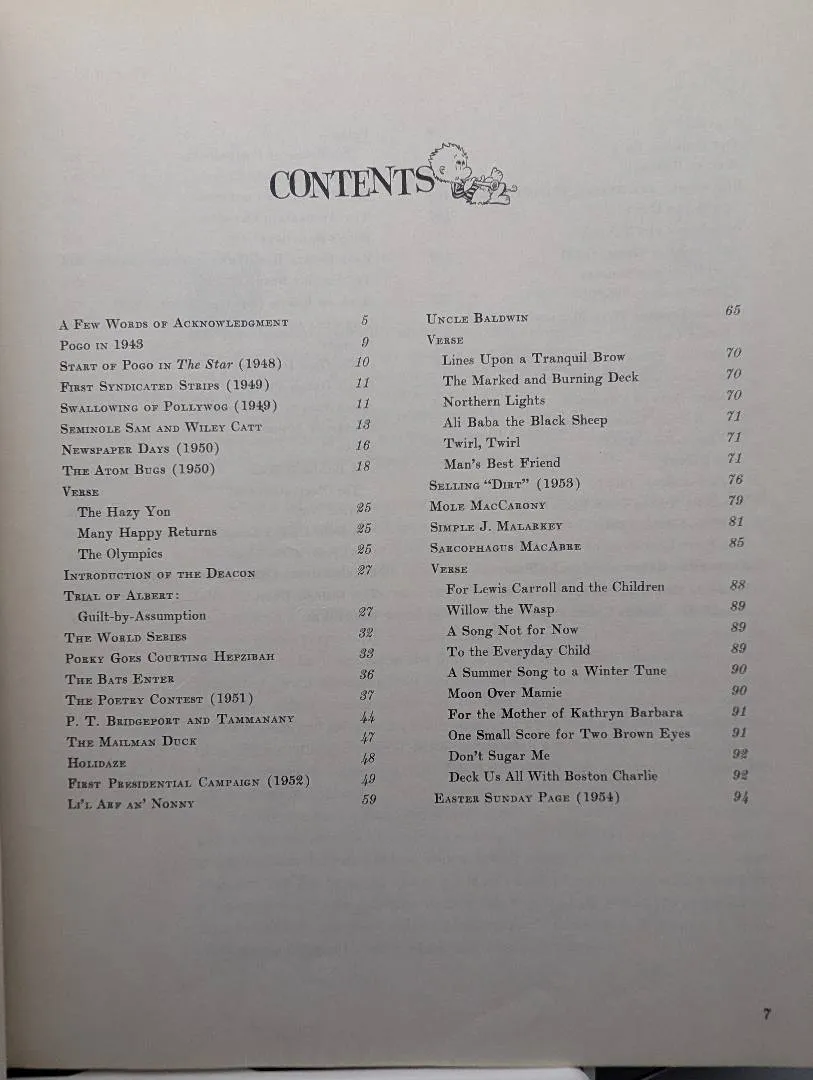 CONTENTS
A Few Words of Acknowledgment 5
Pogo in 1943 9
Start of Pogo in The Star (1948) 10
First Syndicated Strips (1949) 11
Swallowing of Pollywog (1949) 11
Seminole Sam and Wiley Catt 13
Newspaper Days (1950) 16
The Atom Bugs (1950) 18
Verse
The Hazy Yon 25
Many Happy Returns 25
The Olympics 25
Introduction of the Deacon 27
Trial of Albert:
Guilt-by-Assumption 27
The World Series 32
Porky Goes Courting Hepzibah 33
The Bats Enter 36
The Poetry Contest (1951) 37
P. T. Bridgeport and Tammanany 44
The Mailman Duck 47
Holidaze 48
First Presidential Campaign (1952) 49
Li'l Arf an' Nonny 59
Uncle Baldwin 65
Verse
Lines Upon a Tranquil Brow 70
The Marked and Burning Deck 70
Northern Lights 70
Ali Baba the Black Sheep 71
Twirl, Twirl 71
Man's Best Friend 71
Selling "Dirt" (1953) 76
Mole MacCarony 79
Simple J. Malarkey 81
Sarcophagus MacAbre 85
Verse
For Lewis Carroll and the Children 88
Willow the Wasp 89
A Song Not for Now 89
To the Everyday Child 89
A Summer Song to a Winter Tune 90
Moon Over Mamie 90
For the Mother of Kathryn Barbara 91
One Small Score for Two Brown Eyes 91
Don't Sugar Me 92
Deck Us All With Boston Charlie 92
Easter Sunday Page (1954) 94
7